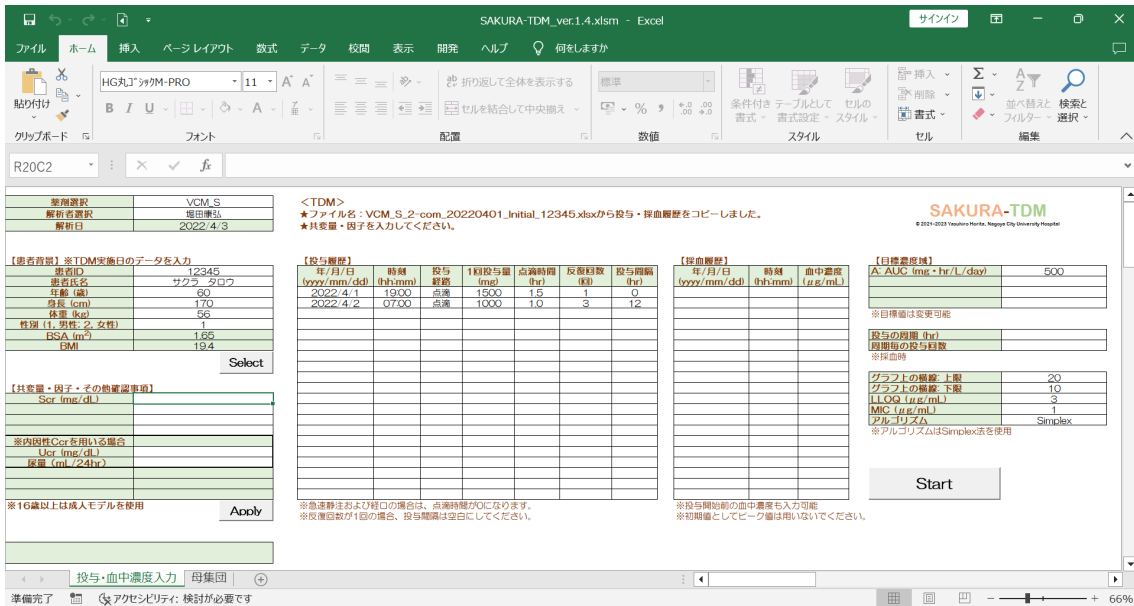 SAKURA-TDM_ver.1.4.xlsm - Excel
サインイン
ファイル ホーム 挿入 ページ レイアウト 数式 データ 校閲 表示 開発 ヘルプ 何をしますか
HG丸ｺﾞｼｯｸM-PRO 11 A A
折り返して全体を表示する
標準
貼り付け
B I U
セルを結合して中央揃え
条件付き 書式
テーブルとして 書式設定
セルの スタイル
挿入
削除
書式
並べ替えと フィルター
検索と 選択
クリップボード フォント 配置 数値 スタイル セル 編集
R20C2 fx
薬剤選択 VCM_S
解析者選択 堀田康弘
解析日 2022/4/3
<TDM>
★ファイル名：VCM_S_2-com_20220401_Initial_12345.xlsxから投与・採血履歴をコピーしました。
★共変量・因子を入力してください。
SAKURA-TDM
© 2021-2023 Yasuhiro Horita, Nagoya City University Hospital
【患者背景】※TDM実施日のデータを入力
患者ID 12345
患者氏名 サクラ タロウ
年齢 (歳) 60
身長 (cm) 170
体重 (kg) 56
性別 (1, 男性; 2, 女性) 1
BSA (m²) 1.65
BMI 19.4
Select
【共変量・因子・その他確認事項】
Scr (mg/dL)
※内因性Ccrを用いる場合
Ucr (mg/dL)
尿量 (mL/24hr)
※16歳以上は成人モデルを使用
Apply
【投与履歴】
年/月/日 (yyyy/mm/dd) 時刻 (hh:mm) 投与経路 1回投与量 (mg) 点滴時間 (hr) 反復回数 (回) 投与間隔 (hr)
2022/4/1 19:00 点滴 1500 1.5 1 0
2022/4/2 07:00 点滴 1000 1.0 3 12
※急速静注および経口の場合は、点滴時間が0になります。
※反復回数が1回の場合、投与間隔は空白にしてください。
【採血履歴】
年/月/日 (yyyy/mm/dd) 時刻 (hh:mm) 血中濃度 (μg/mL)
※投与開始前の血中濃度も入力可能
※初期値としてピーク値は用いないでください。
【目標濃度域】
A: AUC (mg・hr/L/day) 500
※目標値は変更可能
投与の周期 (hr)
周期毎の投与回数
※採血時
グラフ上の横線: 上限 20
グラフ上の横線: 下限 10
LLOQ (μg/mL) 3
MIC (μg/mL) 1
アルゴリズム Simplex
※アルゴリズムはSimplex法を使用
Start
投与・血中濃度入力 母集団
準備完了 アクセシビリティ: 検討が必要です 66%